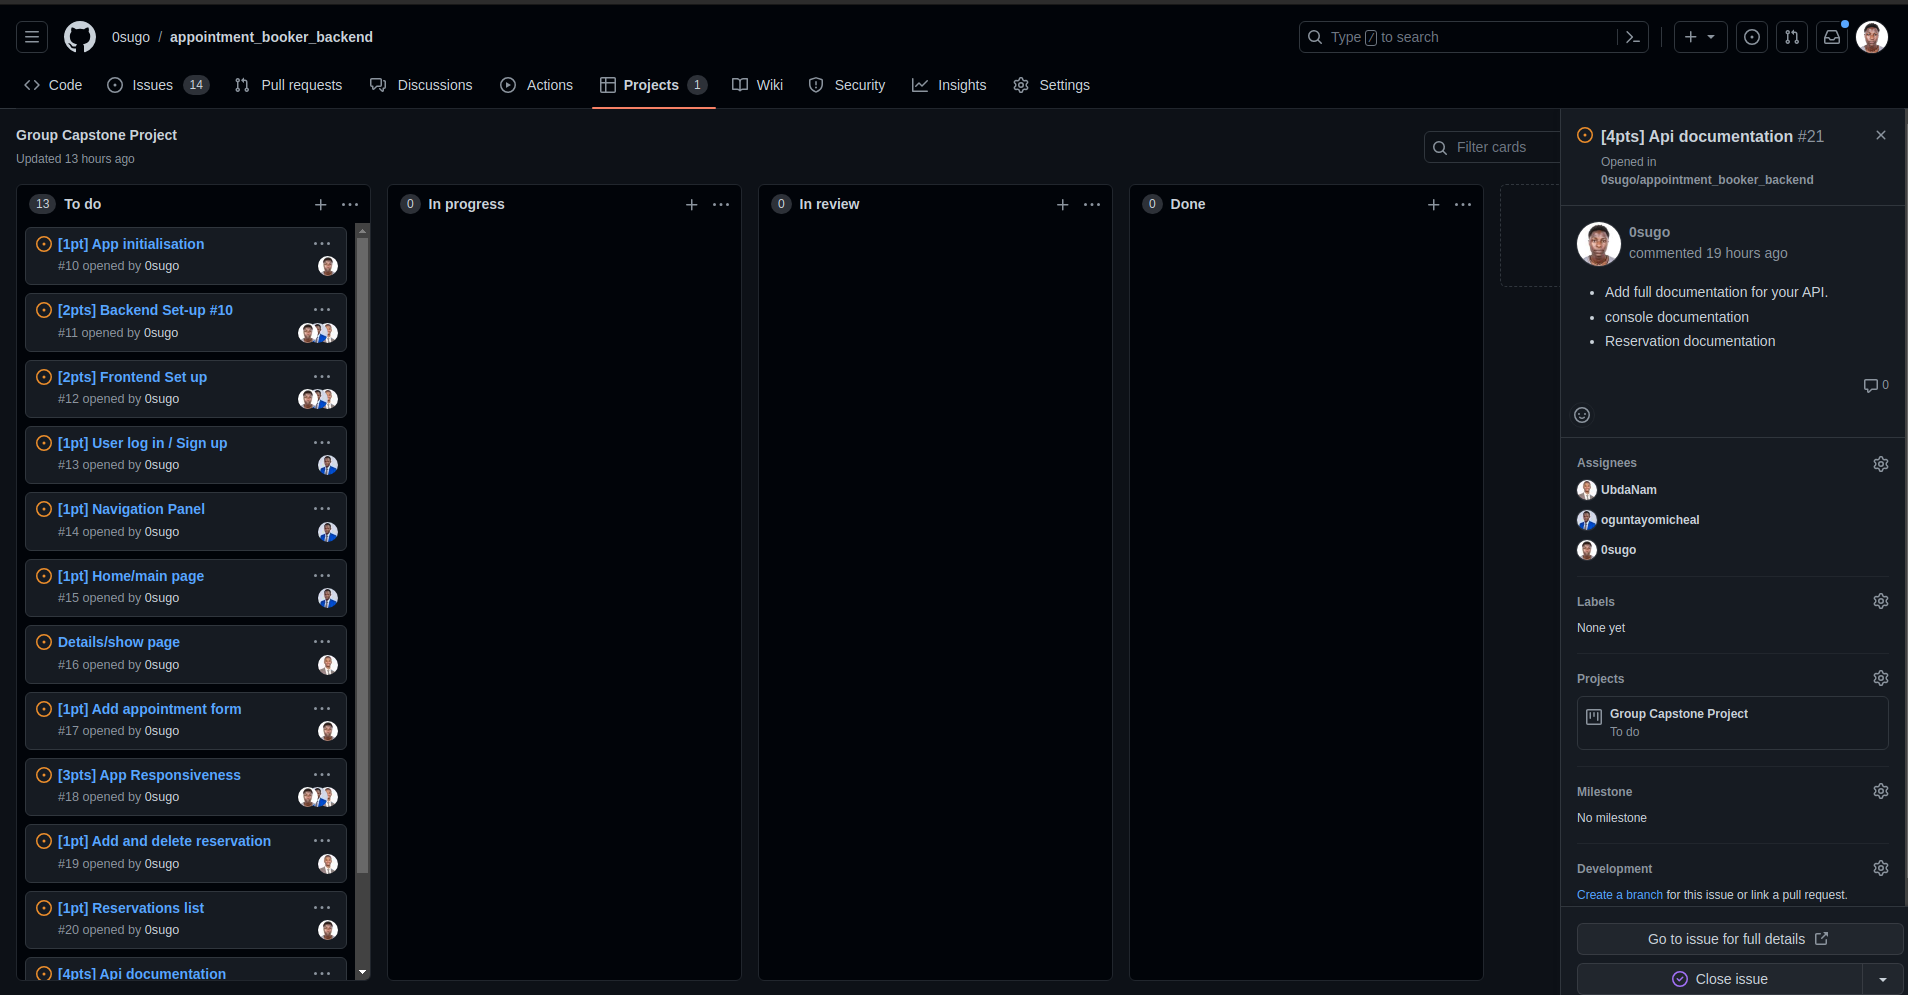 0sugo / appointment_booker_backend
Type / to search
Code
Issues 14
Pull requests
Discussions
Actions
Projects 1
Wiki
Security
Insights
Settings
Group Capstone Project
Updated 13 hours ago
Filter cards
13 To do
[1pt] App initialisation
#10 opened by 0sugo
[2pts] Backend Set-up #10
#11 opened by 0sugo
[2pts] Frontend Set up
#12 opened by 0sugo
[1pt] User log in / Sign up
#13 opened by 0sugo
[1pt] Navigation Panel
#14 opened by 0sugo
[1pt] Home/main page
#15 opened by 0sugo
Details/show page
#16 opened by 0sugo
[1pt] Add appointment form
#17 opened by 0sugo
[3pts] App Responsiveness
#18 opened by 0sugo
[1pt] Add and delete reservation
#19 opened by 0sugo
[1pt] Reservations list
#20 opened by 0sugo
[4pts] Api documentation
0 In progress
0 In review
0 Done
[4pts] Api documentation #21
Opened in
0sugo/appointment_booker_backend
0sugo
commented 19 hours ago
Add full documentation for your API.
console documentation
Reservation documentation
0
Assignees
UbdaNam
oguntayomicheal
0sugo
Labels
None yet
Projects
Group Capstone Project
To do
Milestone
No milestone
Development
Create a branch for this issue or link a pull request.
Go to issue for full details
Close issue